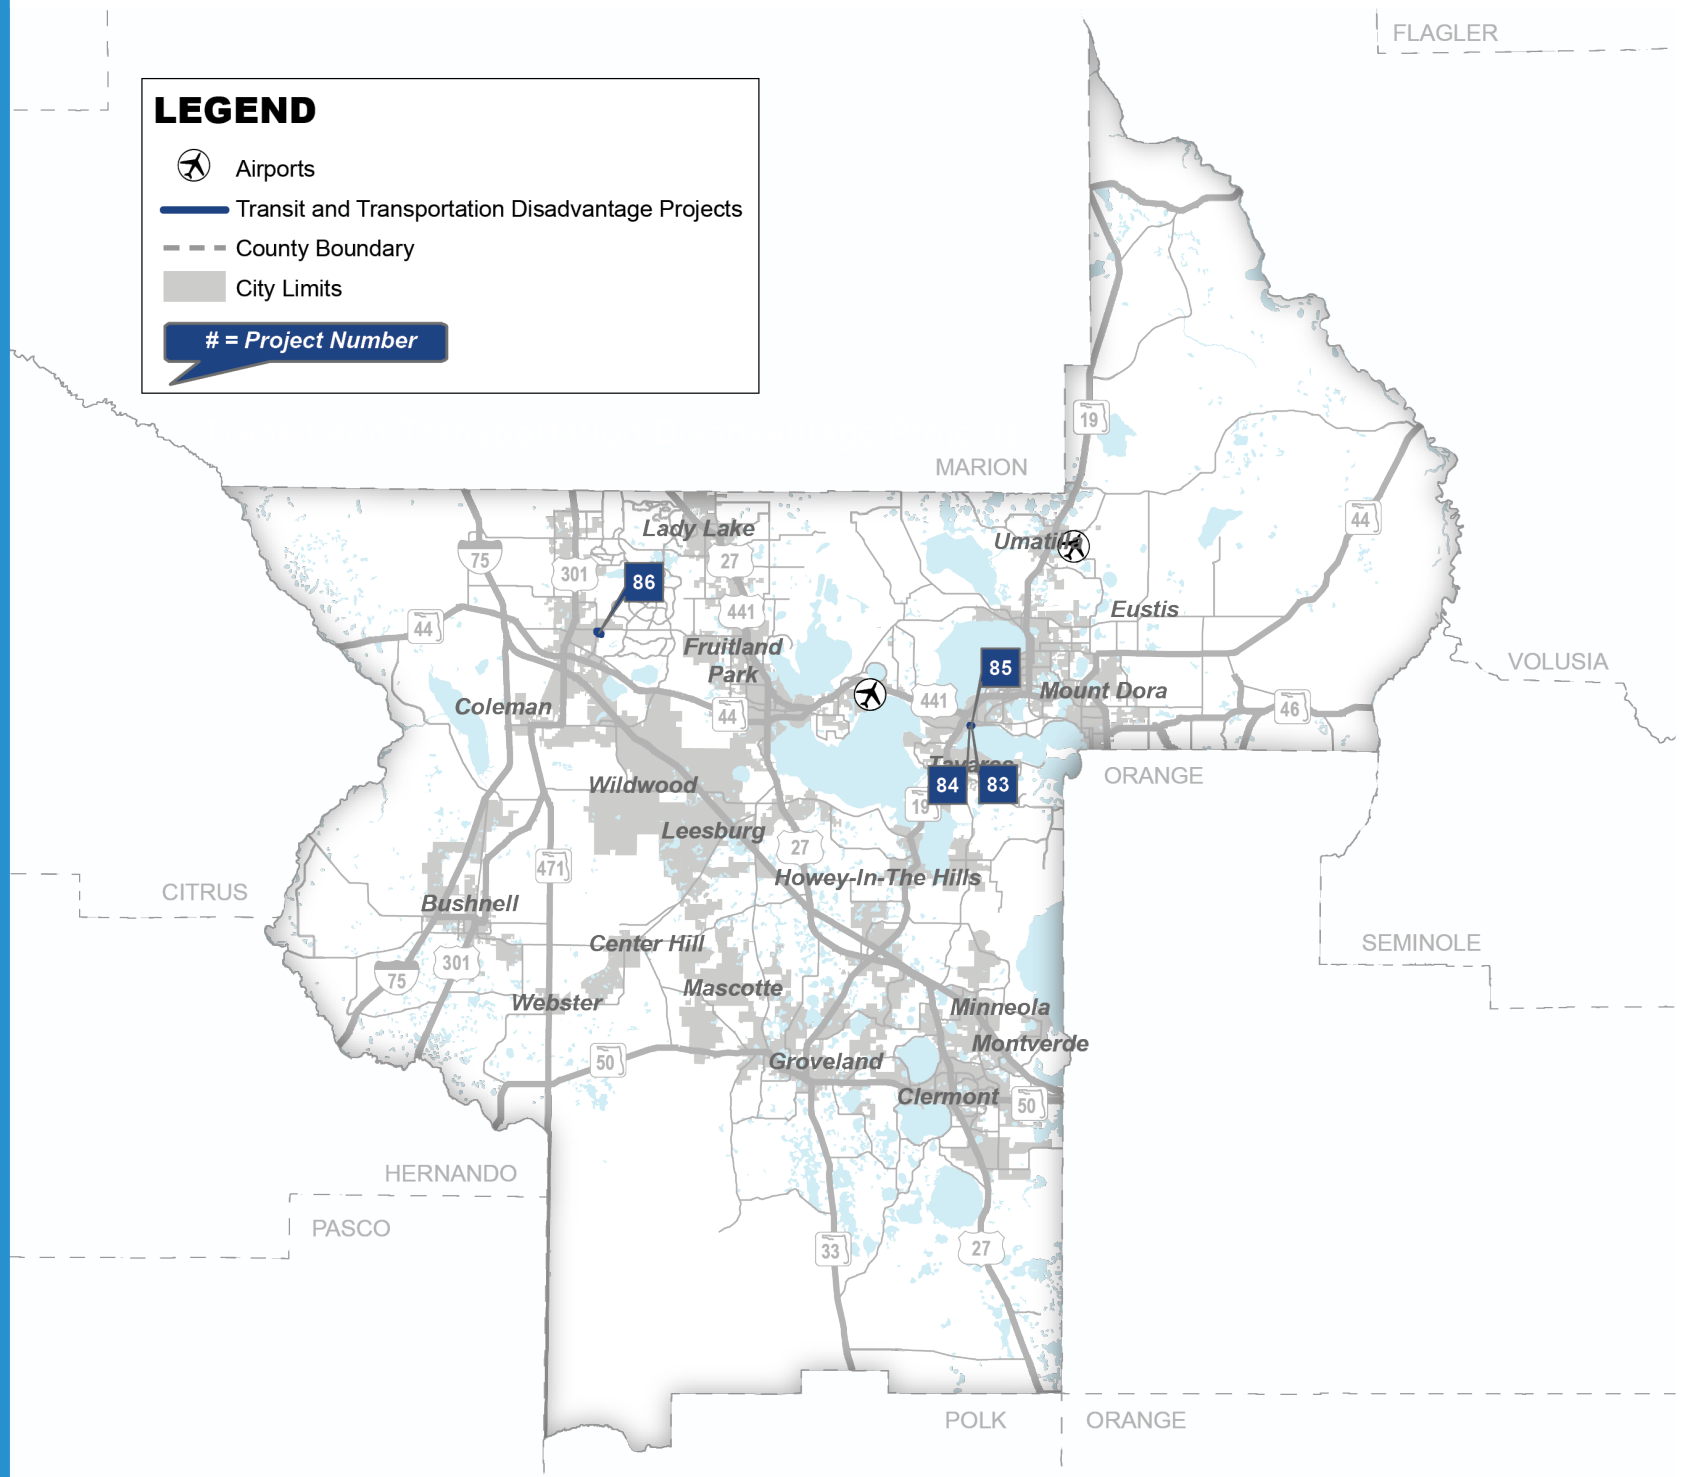 FLAGLER
LEGEND
Airports
Transit and Transportation Disadvantage Projects
County Boundary
City Limits
# = Project Number
19
MARION
44
Lady Lake
Umatilla
75
301
27
86
441
Eustis
44
Fruitland
Park
85
VOLUSIA
Coleman
44
441
Mount Dora
46
Tavares
ORANGE
Wildwood
84
83
19
Leesburg
27
471
Howey-In-The Hills
CITRUS
Bushnell
Center Hill
SEMINOLE
301
75
Mascotte
Webster
Minneola
Montverde
50
Groveland
Clermont
50
HERNANDO
PASCO
33
27
POLK
ORANGE